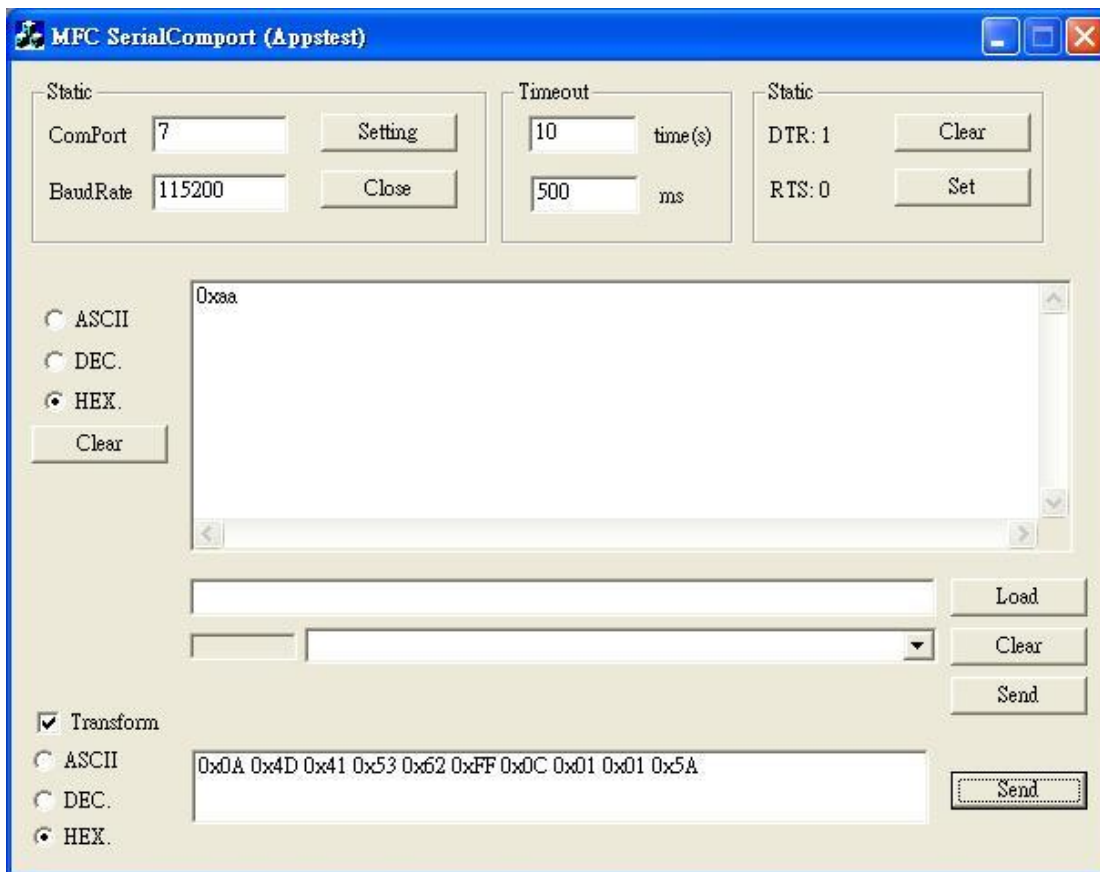 MFC SerialComport (Appstest)
Static
ComPort 7 Setting
BaudRate 115200 Close
Timeout
10 time(s)
500 ms
Static
DTR: 1 Clear
RTS: 0 Set
ASCII
DEC.
HEX.
Clear
0xaa
Load
Clear
Send
Transform
ASCII
DEC.
HEX.
0x0A 0x4D 0x41 0x53 0x62 0xFF 0x0C 0x01 0x01 0x5A
Send